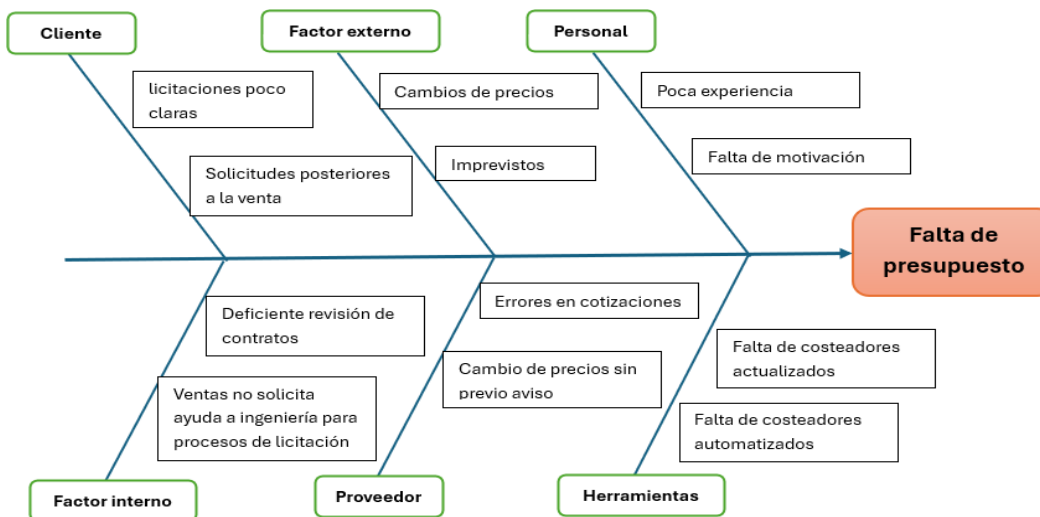 Cliente
Factor externo
Personal
licitaciones poco
claras
Cambios de precios
Poca experiencia
Solicitudes posteriores
a la venta
Imprevistos
Falta de motivación
Falta de
presupuesto
Deficiente revisión de
contratos
Errores en cotizaciones
Falta de costeadores
actualizados
Ventas no solicita
ayuda a ingeniería para
procesos de licitación
Cambio de precios sin
previo aviso
Falta de costeadores
automatizados
Factor interno
Proveedor
Herramientas